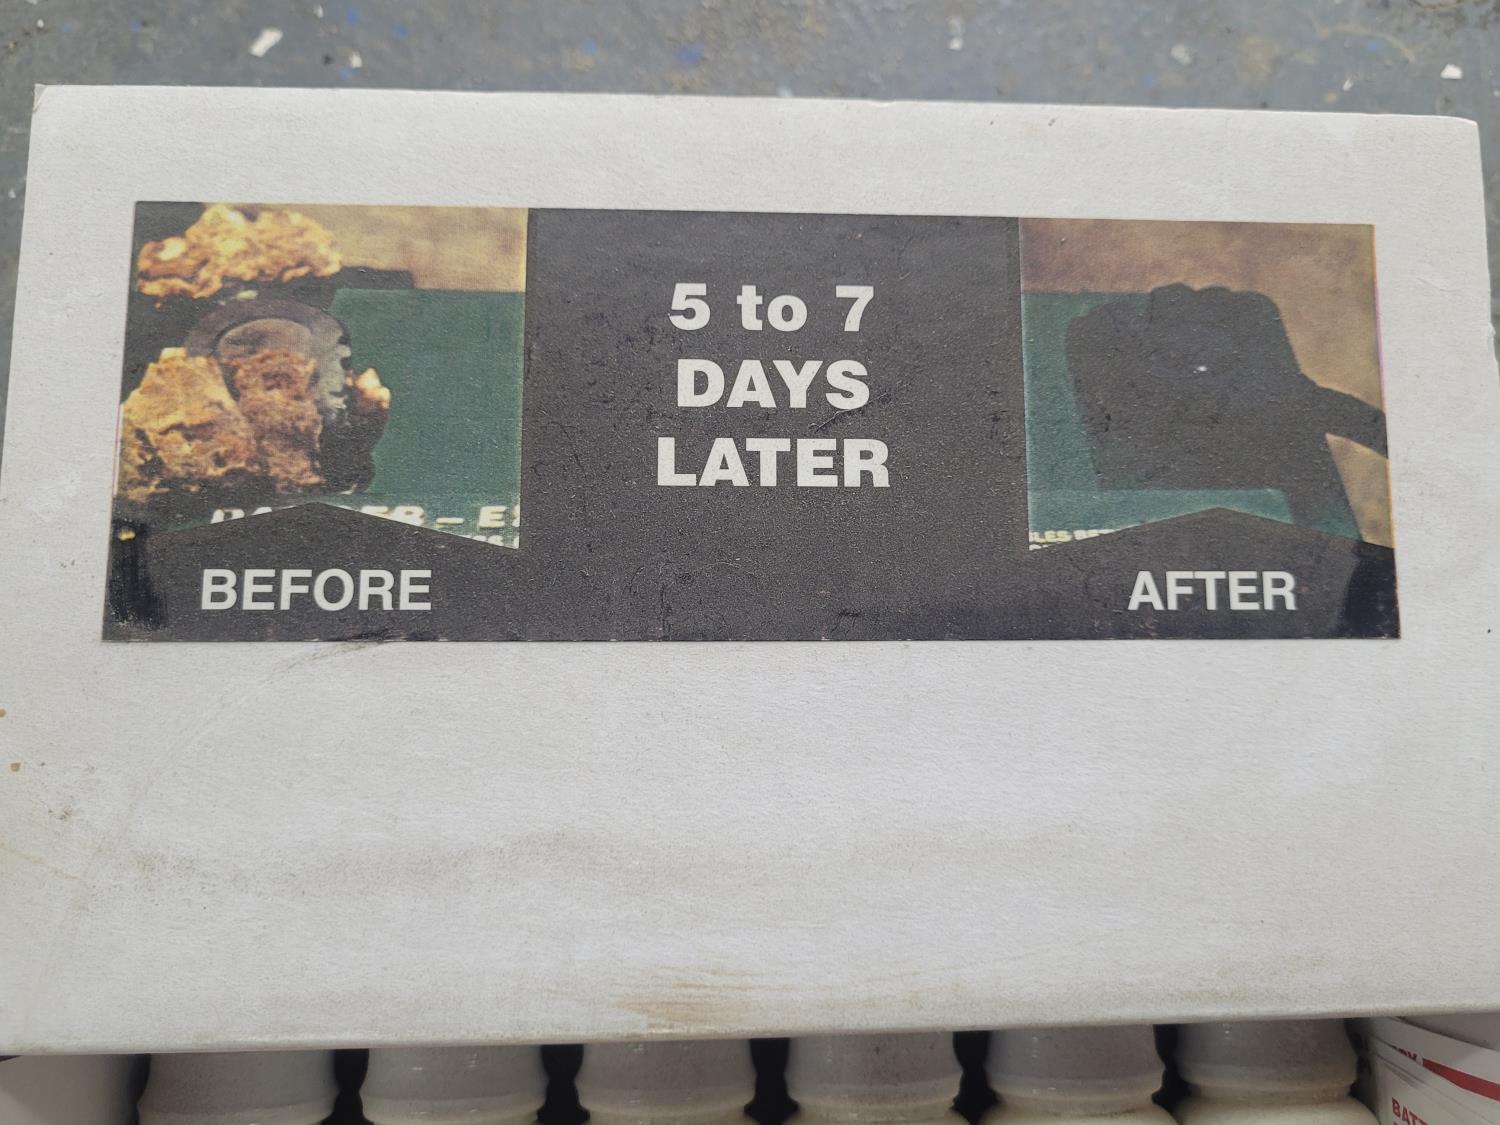 5 to 7
DAYS
LATER
BEFORE
AFTER